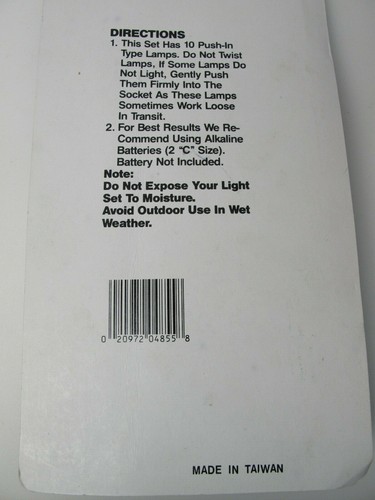 DIRECTIONS
1. This Set Has 10 Push-In
Type Lamps. Do Not Twist
Lamps, If Some Lamps Do
Not Light, Gently Push
Them Firmly Into The
Socket As These Lamps
Sometimes Work Loose
In Transit.
2. For Best Results We Re-
Commend Using Alkaline
Batteries (2 "C" Size).
Battery Not Included.
Note:
Do Not Expose Your Light
Set To Moisture.
Avoid Outdoor Use In Wet
Weather.
0 20972 04855 8
MADE IN TAIWAN